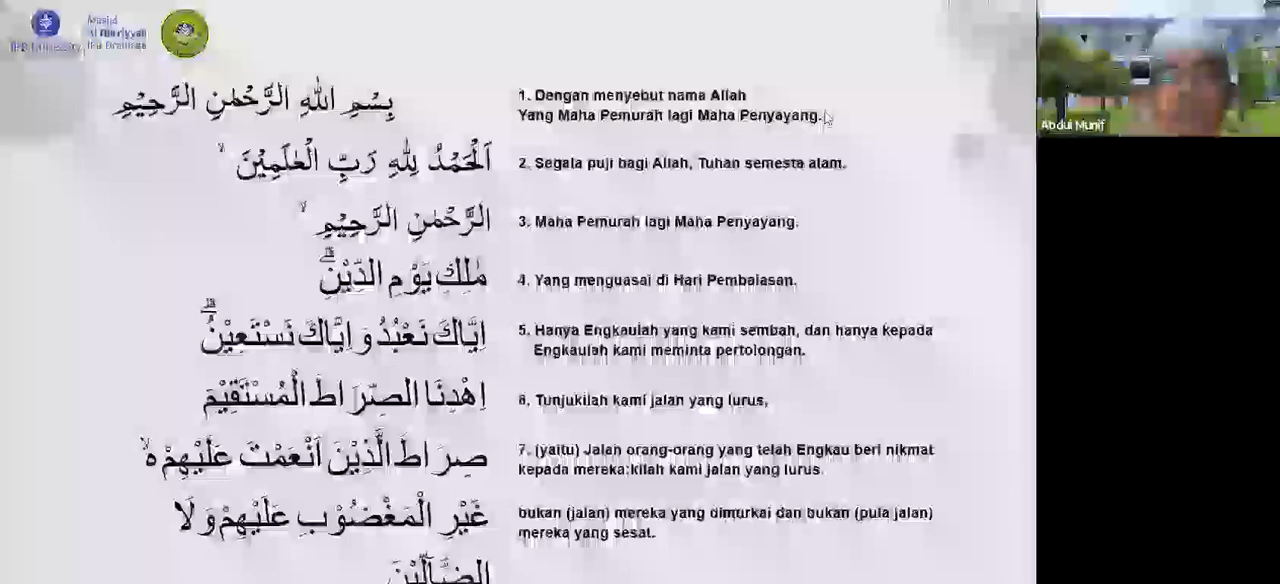 IPB University
Masjid
Al Hurriyyah
بِسْمِ اللهِ الرَّحْمٰنِ الرَّحِيْمِ
1. Dengan menyebut nama Allah
Yang Maha Pemurah lagi Maha Penyayang.
اَلْحَمْدُ لِلّٰهِ رَبِّ الْعٰلَمِيْنَ ۙ
2. Segala puji bagi Allah, Tuhan semesta alam.
الرَّحْمٰنِ الرَّحِيْمِ ۙ
3. Maha Pemurah lagi Maha Penyayang.
مٰلِكِ يَوْمِ الدِّيْنِۗ
4. Yang menguasai di Hari Pembalasan.
اِيَّاكَ نَعْبُدُ وَ اِيَّاكَ نَسْتَعِيْنُۗ
5. Hanya Engkaulah yang kami sembah, dan hanya kepada
Engkaulah kami meminta pertolongan.
اِهْدِنَا الصِّرَاطَ الْمُسْتَقِيْمَ
6. Tunjukilah kami jalan yang lurus,
صِرَاطَ الَّذِيْنَ اَنْعَمْتَ عَلَيْهِمْ ەۙ
7. (yaitu) Jalan orang-orang yang telah Engkau beri nikmat
kepada mereka:kilah kami jalan yang lurus.
غَيْرِ الْمَغْضُوْبِ عَلَيْهِمْ وَلَا
bukan (jalan) mereka yang dimurkai dan bukan (pula jalan)
mereka yang sesat.
الضَّاۤلِّيْنَ
Abdul Munif